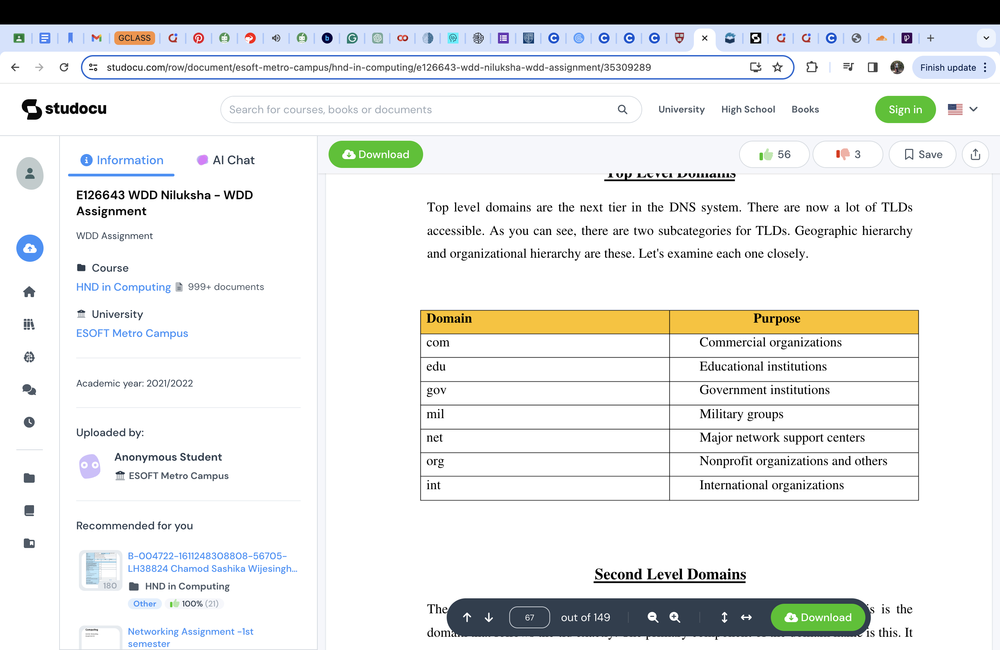 GCLASS
studocu.com/row/document/esoft-metro-campus/hnd-in-computing/e126643-wdd-niluksha-wdd-assignment/35309289
Finish update
studocu
Search for courses, books or documents
University
High School
Books
Sign in
Information
AI Chat
E126643 WDD Niluksha - WDD
Assignment
WDD Assignment
Course
HND in Computing
999+ documents
University
ESOFT Metro Campus
Academic year: 2021/2022
Uploaded by:
Anonymous Student
ESOFT Metro Campus
Recommended for you
B-004722-1611248308808-56705-
LH38824 Chamod Sashika Wijesingh...
180
HND in Computing
Other
100% (21)
Computing
Networking Assignment -1st
semester
Download
56
3
Save
Top Level Domains
Top level domains are the next tier in the DNS system. There are now a lot of TLDs
accessible. As you can see, there are two subcategories for TLDs. Geographic hierarchy
and organizational hierarchy are these. Let's examine each one closely.
Domain Purpose
com Commercial organizations
edu Educational institutions
gov Government institutions
mil Military groups
net Major network support centers
org Nonprofit organizations and others
int International organizations
Second Level Domains
The is the
is this. It
67 out of 149
Download